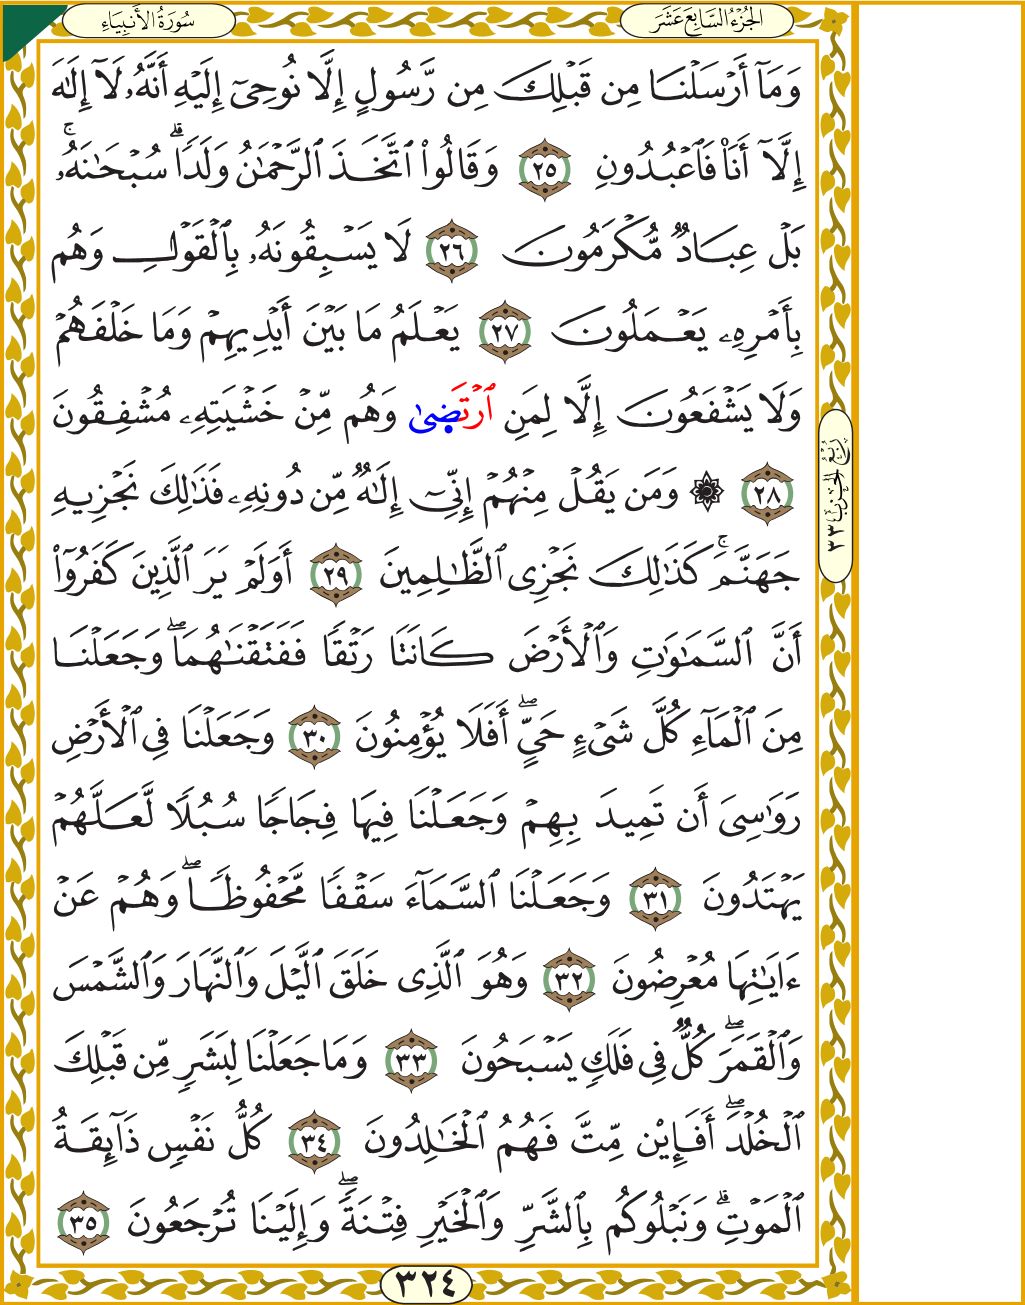 الجُزْءُ السَّابِعَ عَشَرَ
سُورَةُ الأَنبِيَاءِ
وَمَآ أَرۡسَلۡنَا مِن قَبۡلِكَ مِن رَّسُولٍ إِلَّا نُوحِيٓ إِلَيۡهِ أَنَّهُۥ لَآ إِلَٰهَ
إِلَّآ أَنَا۠ فَٱعۡبُدُونِ ٢٥ وَقَالُواْ ٱتَّخَذَ ٱلرَّحۡمَٰنُ وَلَدٗاۗ سُبۡحَٰنَهُۥۚ
بَلۡ عِبَادٞ مُّكۡرَمُونَ ٢٦ لَا يَسۡبِقُونَهُۥ بِٱلۡقَوۡلِ وَهُم
بِأَمۡرِهِۦ يَعۡمَلُونَ ٢٧ يَعۡلَمُ مَا بَيۡنَ أَيۡدِيهِمۡ وَمَا خَلۡفَهُمۡ
وَلَا يَشۡفَعُونَ إِلَّا لِمَنِ ٱرۡتَضَىٰ وَهُم مِّنۡ خَشۡيَتِهِۦ مُشۡفِقُونَ
٢٨ ۞ وَمَن يَقُلۡ مِنۡهُمۡ إِنِّيٓ إِلَٰهٞ مِّن دُونِهِۦ فَذَٰلِكَ نَجۡزِيهِ
جَهَنَّمَۚ كَذَٰلِكَ نَجۡزِي ٱلظَّٰلِمِينَ ٢٩ أَوَلَمۡ يَرَ ٱلَّذِينَ كَفَرُوٓاْ
أَنَّ ٱلسَّمَٰوَٰتِ وَٱلۡأَرۡضَ كَانَتَا رَتۡقٗا فَفَتَقۡنَٰهُمَاۖ وَجَعَلۡنَا
مِنَ ٱلۡمَآءِ كُلَّ شَيۡءٍ حَيٍّۖ أَفَلَا يُؤۡمِنُونَ ٣٠ وَجَعَلۡنَا فِي ٱلۡأَرۡضِ
رَوَٰسِيَ أَن تَمِيدَ بِهِمۡ وَجَعَلۡنَا فِيهَا فِجَاجٗا سُبُلٗا لَّعَلَّهُمۡ
يَهۡتَدُونَ ٣١ وَجَعَلۡنَا ٱلسَّمَآءَ سَقۡفٗا مَّحۡفُوظٗاۖ وَهُمۡ عَنۡ
ءَايَٰتِهَا مُعۡرِضُونَ ٣٢ وَهُوَ ٱلَّذِي خَلَقَ ٱلَّيۡلَ وَٱلنَّهَارَ وَٱلشَّمۡسَ
وَٱلۡقَمَرَۖ كُلّٞ فِي فَلَكٖ يَسۡبَحُونَ ٣٣ وَمَا جَعَلۡنَا لِبَشَرٖ مِّن قَبۡلِكَ
ٱلۡخُلۡدَۖ أَفَإِيْن مِّتَّ فَهُمُ ٱلۡخَٰلِدُونَ ٣٤ كُلُّ نَفۡسٖ ذَآئِقَةُ
ٱلۡمَوۡتِۗ وَنَبۡلُوكُم بِٱلشَّرِّ وَٱلۡخَيۡرِ فِتۡنَةٗۖ وَإِلَيۡنَا تُرۡجَعُونَ ٣٥
رُبْعُ الحِزْب ٣٣
٣٢٤